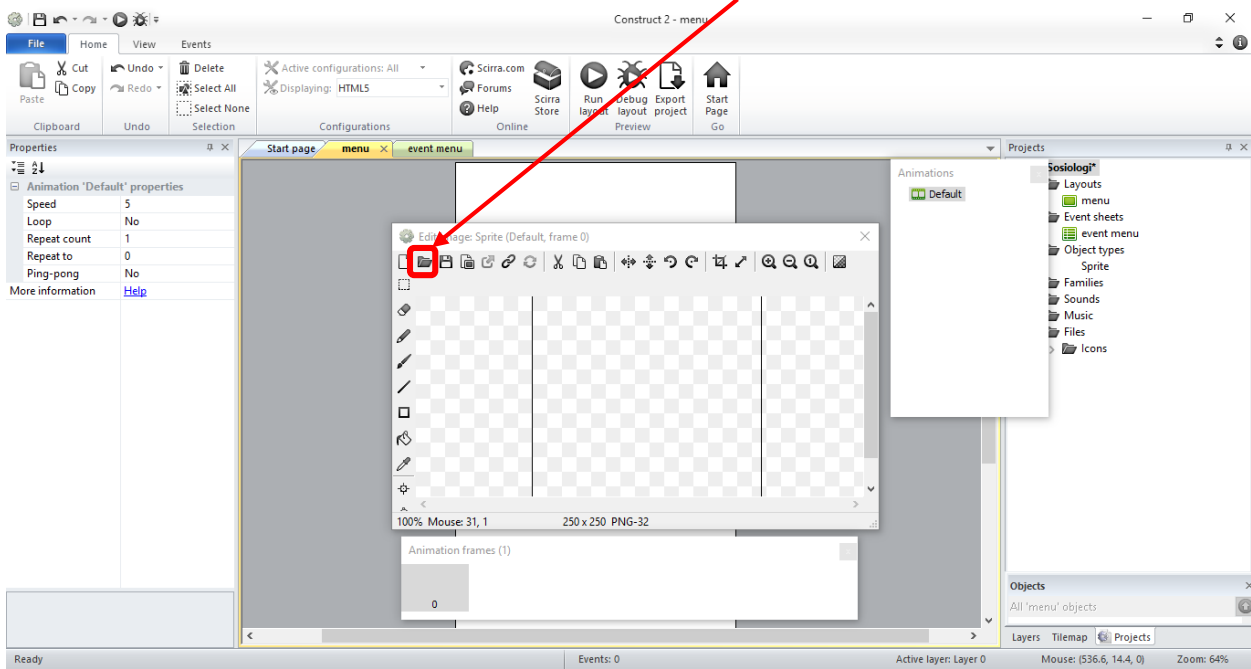 Construct 2 - menu
File Home View Events
Paste
Cut
Copy
Clipboard
Undo
Redo
Undo
Delete
Select All
Select None
Selection
Active configurations: All
Displaying: HTML5
Configurations
Scirra.com
Forums
Help
Scirra Store
Online
Run layout
Debug layout
Export project
Preview
Start Page
Go
Properties
Animation 'Default' properties
Speed 5
Loop No
Repeat count 1
Repeat to 0
Ping-pong No
More information Help
Start page menu event menu
Edit image: Sprite (Default, frame 0)
100% Mouse: 31, 1 250 x 250 PNG-32
Animation frames (1)
0
Animations
Default
Projects
Sosiologi*
Layouts
menu
Event sheets
event menu
Object types
Sprite
Families
Sounds
Music
Files
Icons
Objects
All 'menu' objects
Layers Tilemap Projects
Ready Events: 0 Active layer: Layer 0 Mouse: (536.6, 14.4, 0) Zoom: 64%